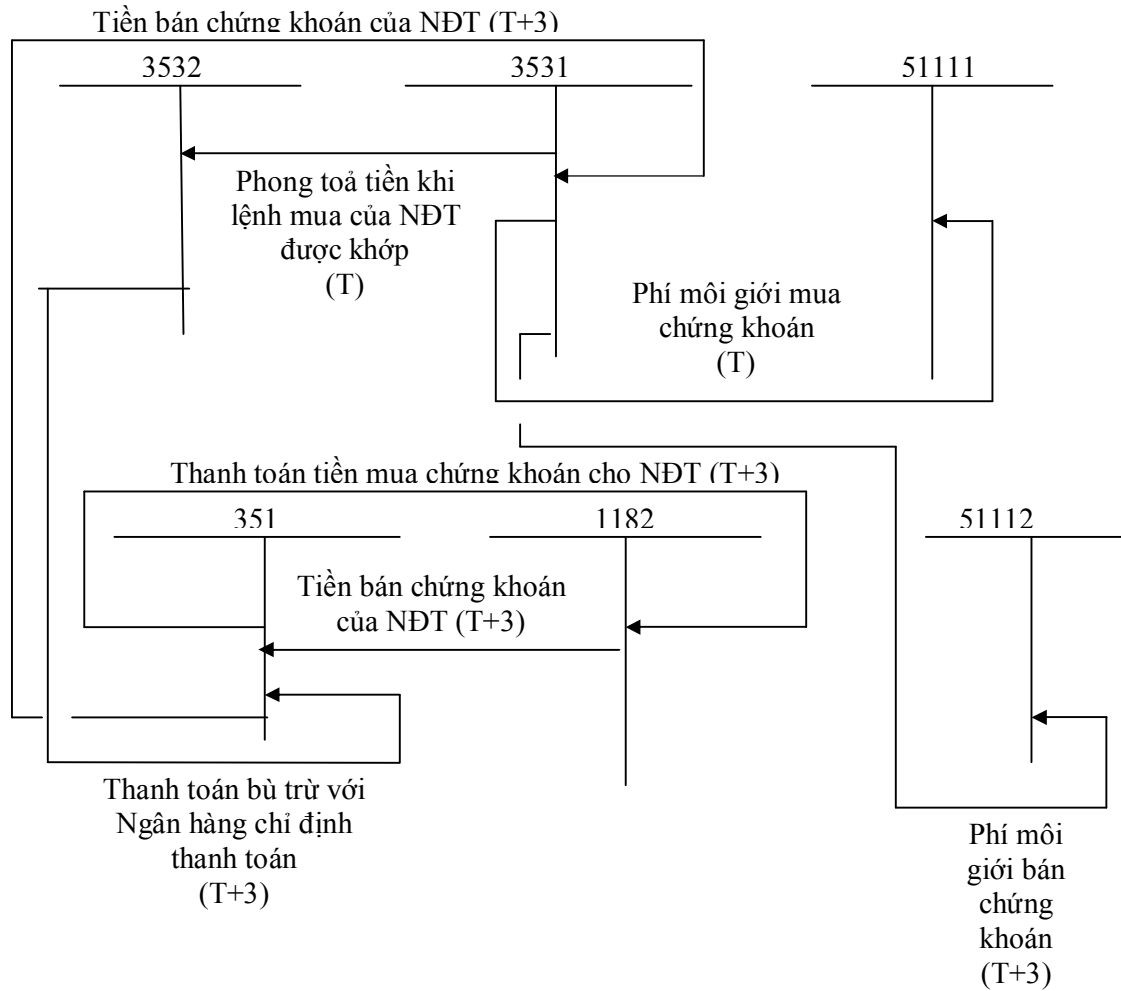 Tiền bán chứng khoán của NĐT (T+3)
3532
3531
51111
Phong toả tiền khi
lệnh mua của NĐT
được khớp
(T)
Phí môi giới mua
chứng khoán
(T)
Thanh toán tiền mua chứng khoán cho NĐT (T+3)
351
1182
51112
Tiền bán chứng khoán
của NĐT (T+3)
Thanh toán bù trừ với
Ngân hàng chỉ định
thanh toán
(T+3)
Phí môi
giới bán
chứng
khoán
(T+3)